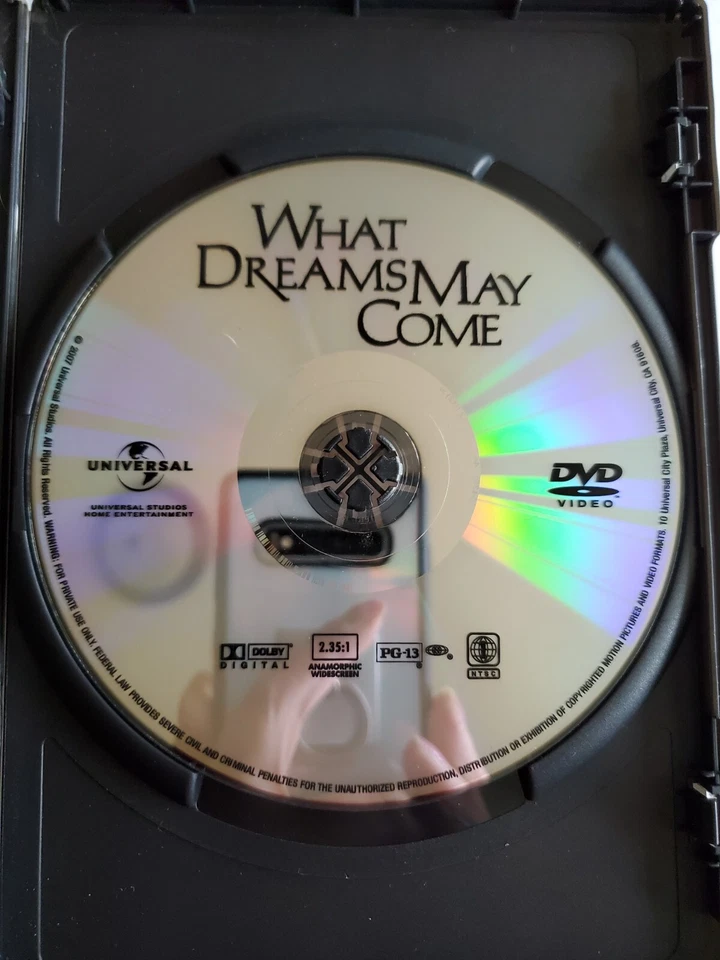 WHAT
DREAMS MAY
COME
UNIVERSAL
UNIVERSAL STUDIOS
HOME ENTERTAINMENT
DVD
VIDEO
DOLBY
DIGITAL
2.35:1
ANAMORPHIC
WIDESCREEN
PG-13
®
NTSC
© 2007 Universal Studios. All Rights Reserved. WARNING: FOR PRIVATE USE ONLY. FEDERAL LAW PROVIDES SEVERE CIVIL AND CRIMINAL PENALTIES FOR THE UNAUTHORIZED REPRODUCTION, DISTRIBUTION OR EXHIBITION OF COPYRIGHTED MOTION PICTURES AND VIDEO FORMATS. 10 Universal City Plaza, Universal City, CA 91608.